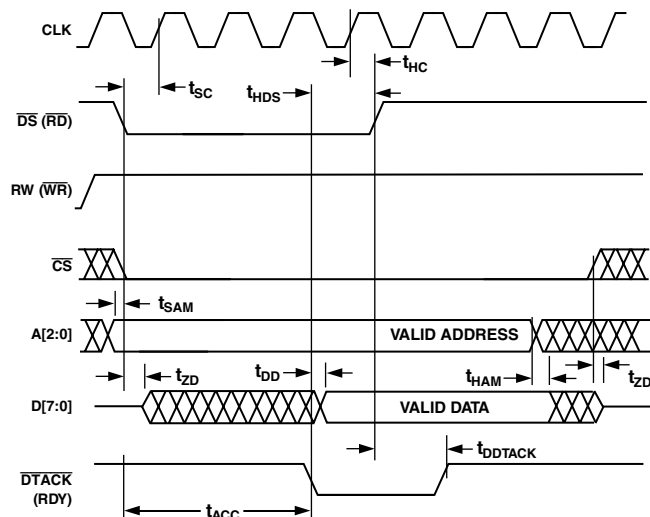 CLK
tSC
tHC
tHDS
DS (RD)
RW (WR)
CS
tSAM
A[2:0]
VALID ADDRESS
tZD
tDD
tHAM
tZD
D[7:0]
VALID DATA
tDDTACK
DTACK
(RDY)
tACC